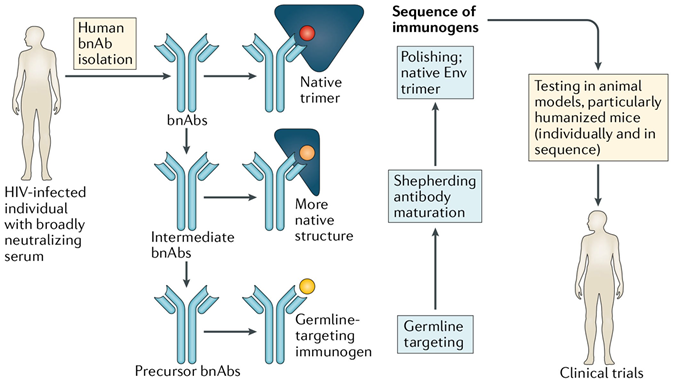 Human
bnAb
isolation
HIV-infected
individual
with broadly
neutralizing
serum
bnAbs
Native
trimer
Intermediate
bnAbs
More
native
structure
Precursor bnAbs
Germline-
targeting
immunogen
Sequence of
immunogens
Polishing;
native Env
trimer
Shepherding
antibody
maturation
Germline
targeting
Testing in animal
models, particularly
humanized mice
(individually and in
sequence)
Clinical trials